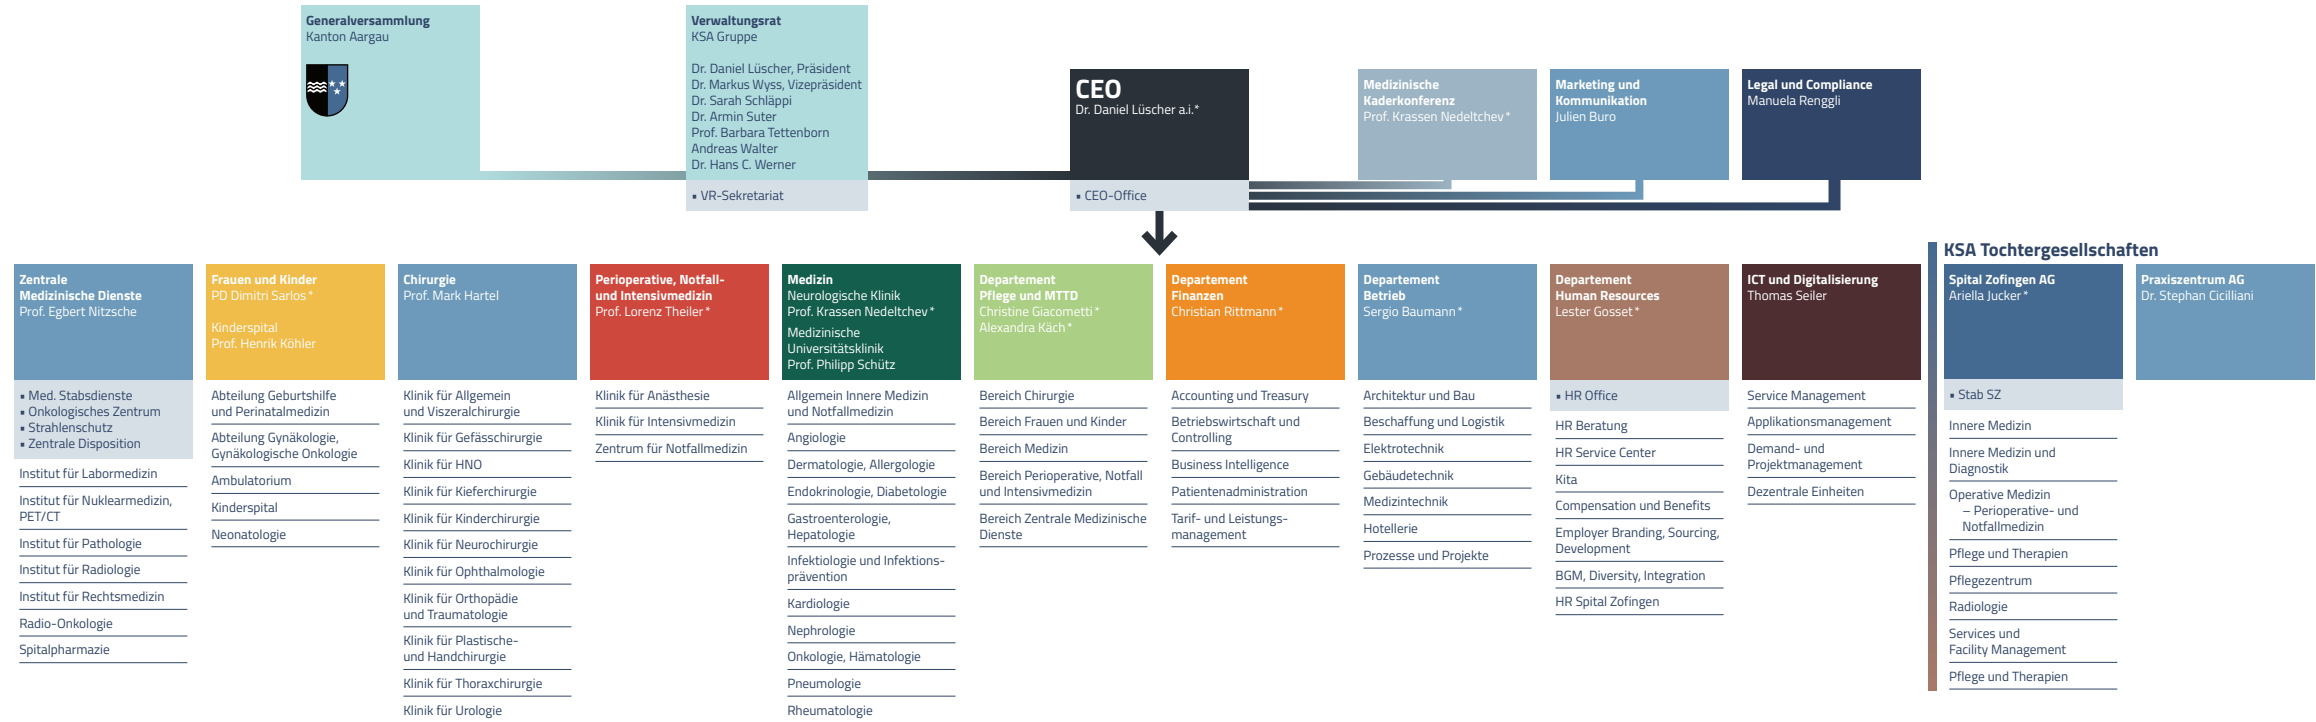 Generalversammlung
Kanton Aargau
Verwaltungsrat
KSA Gruppe
Dr. Daniel Lüscher, Präsident
Dr. Markus Wyss, Vizepräsident
Dr. Sarah Schläppi
Dr. Armin Suter
Prof. Barbara Tettenborn
Andreas Walter
Dr. Hans C. Werner
▪ VR-Sekretariat
CEO
Dr. Daniel Lüscher a.i.*
▪ CEO-Office
Medizinische
Kaderkonferenz
Prof. Krassen Nedeltchev*
Marketing und
Kommunikation
Julien Buro
Legal und Compliance
Manuela Renggli
Zentrale
Medizinische Dienste
Prof. Egbert Nitzsche
▪ Med. Stabsdienste
▪ Onkologisches Zentrum
▪ Strahlenschutz
▪ Zentrale Disposition
Institut für Labormedizin
Institut für Nuklearmedizin,
PET/CT
Institut für Pathologie
Institut für Radiologie
Institut für Rechtsmedizin
Radio-Onkologie
Spitalpharmazie
Frauen und Kinder
PD Dimitri Sarlos*
Kinderspital
Prof. Henrik Köhler
Abteilung Geburtshilfe
und Perinatalmedizin
Abteilung Gynäkologie,
Gynäkologische Onkologie
Ambulatorium
Kinderspital
Neonatologie
Chirurgie
Prof. Mark Hartel
Klinik für Allgemein
und Viszeralchirurgie
Klinik für Gefässchirurgie
Klinik für HNO
Klinik für Kieferchirurgie
Klinik für Kinderchirurgie
Klinik für Neurochirurgie
Klinik für Ophthalmologie
Klinik für Orthopädie
und Traumatologie
Klinik für Plastische-
und Handchirurgie
Klinik für Thoraxchirurgie
Klinik für Urologie
Perioperative, Notfall-
und Intensivmedizin
Prof. Lorenz Theiler*
Klinik für Anästhesie
Klinik für Intensivmedizin
Zentrum für Notfallmedizin
Medizin
Neurologische Klinik
Prof. Krassen Nedeltchev*
Medizinische
Universitätsklinik
Prof. Philipp Schütz
Allgemein Innere Medizin
und Notfallmedizin
Angiologie
Dermatologie, Allergologie
Endokrinologie, Diabetologie
Gastroenterologie,
Hepatologie
Infektiologie und Infektions-
prävention
Kardiologie
Nephrologie
Onkologie, Hämatologie
Pneumologie
Rheumatologie
Departement
Pflege und MTTD
Christine Giacometti*
Alexandra Käch*
Bereich Chirurgie
Bereich Frauen und Kinder
Bereich Medizin
Bereich Perioperative, Notfall
und Intensivmedizin
Bereich Zentrale Medizinische
Dienste
Departement
Finanzen
Christian Rittmann*
Accounting und Treasury
Betriebswirtschaft und
Controlling
Business Intelligence
Patientenadministration
Tarif- und Leistungs-
management
Departement
Betrieb
Sergio Baumann*
Architektur und Bau
Beschaffung und Logistik
Elektrotechnik
Gebäudetechnik
Medizintechnik
Hotellerie
Prozesse und Projekte
Departement
Human Resources
Lester Gosset*
▪ HR Office
HR Beratung
HR Service Center
Kita
Compensation und Benefits
Employer Branding, Sourcing,
Development
BGM, Diversity, Integration
HR Spital Zofingen
ICT und Digitalisierung
Thomas Seiler
Service Management
Applikationsmanagement
Demand- und
Projektmanagement
Dezentrale Einheiten
KSA Tochtergesellschaften
Spital Zofingen AG
Ariella Jucker*
▪ Stab SZ
Innere Medizin
Innere Medizin und
Diagnostik
Operative Medizin
– Perioperative- und
Notfallmedizin
Pflege und Therapien
Pflegezentrum
Radiologie
Services und
Facility Management
Pflege und Therapien
Praxiszentrum AG
Dr. Stephan Cicilliani